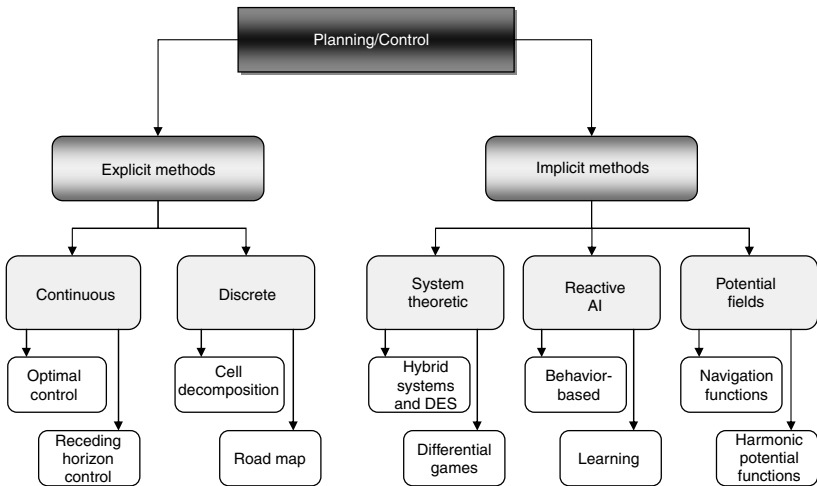 Planning/Control
Explicit methods
Implicit methods
Continuous
Discrete
System
theoretic
Reactive
AI
Potential
fields
Optimal
control
Cell
decomposition
Hybrid
systems
and DES
Behavior-
based
Navigation
functions
Receding
horizon
control
Road map
Differential
games
Learning
Harmonic
potential
functions